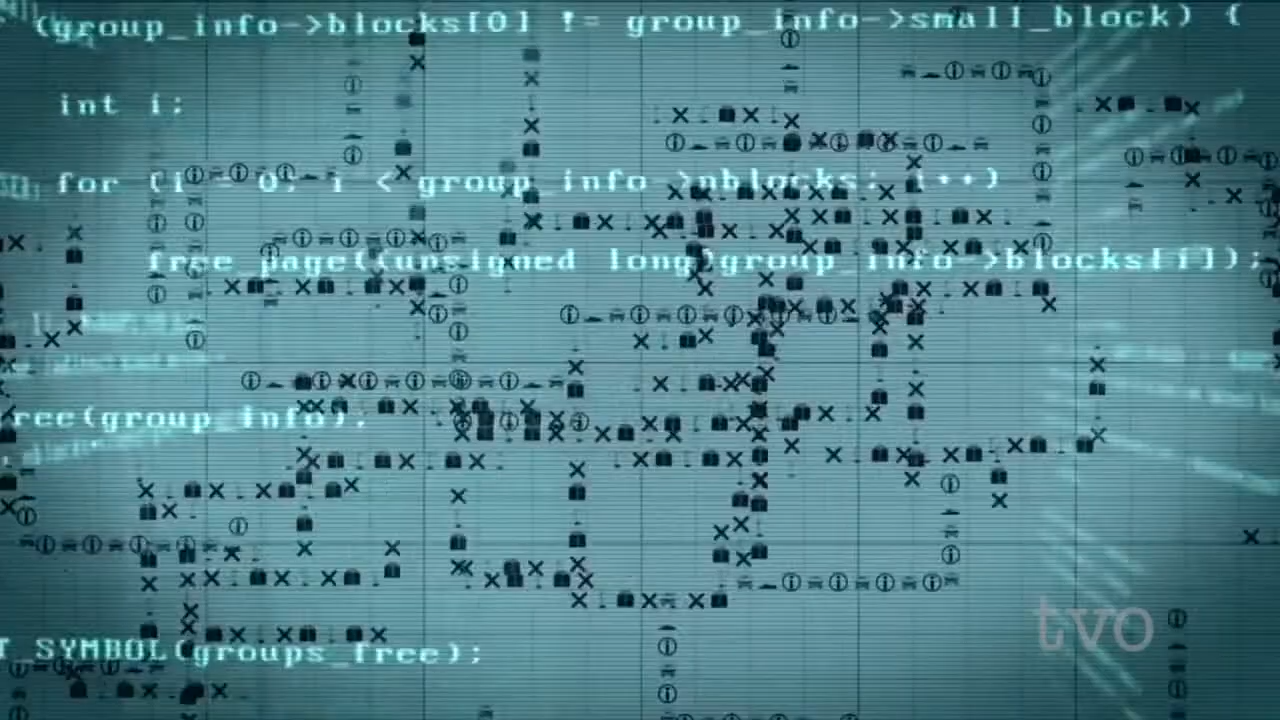 (group_info->blocks[0] != group_info->small_block) {
int i;
for (i = 0; i < group_info->nblocks; i++)
free_page((unsigned long)group_info->blocks[i]);
ree(group_info);
T_SYMBOL(groups_free);
tvo